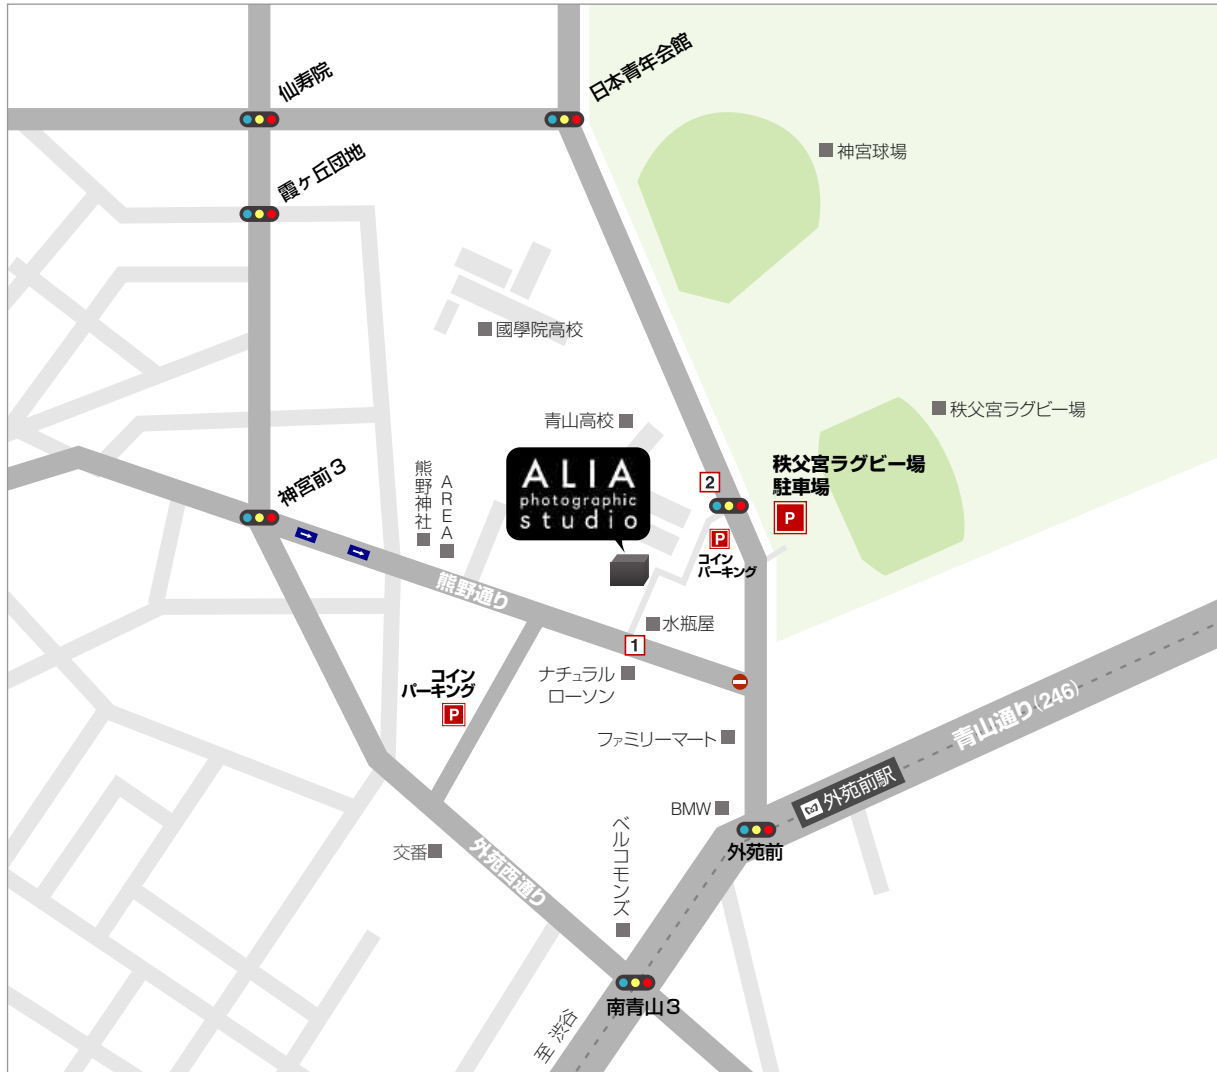 仙寿院
日本青年会館
霞ヶ丘団地
神宮球場
國學院高校
秩父宮ラグビー場
青山高校
神宮前3
熊野神社
AREA
ALIA
photographic
studio
2
秩父宮ラグビー場
駐車場
P
P
コイン
パーキング
熊野通り
水瓶屋
1
コイン
パーキング
P
ナチュラル
ローソン
ファミリーマート
青山通り(246)
外苑前駅
BMW
外苑前
交番
外苑西通り
ベルコモンズ
南青山3
至 渋谷